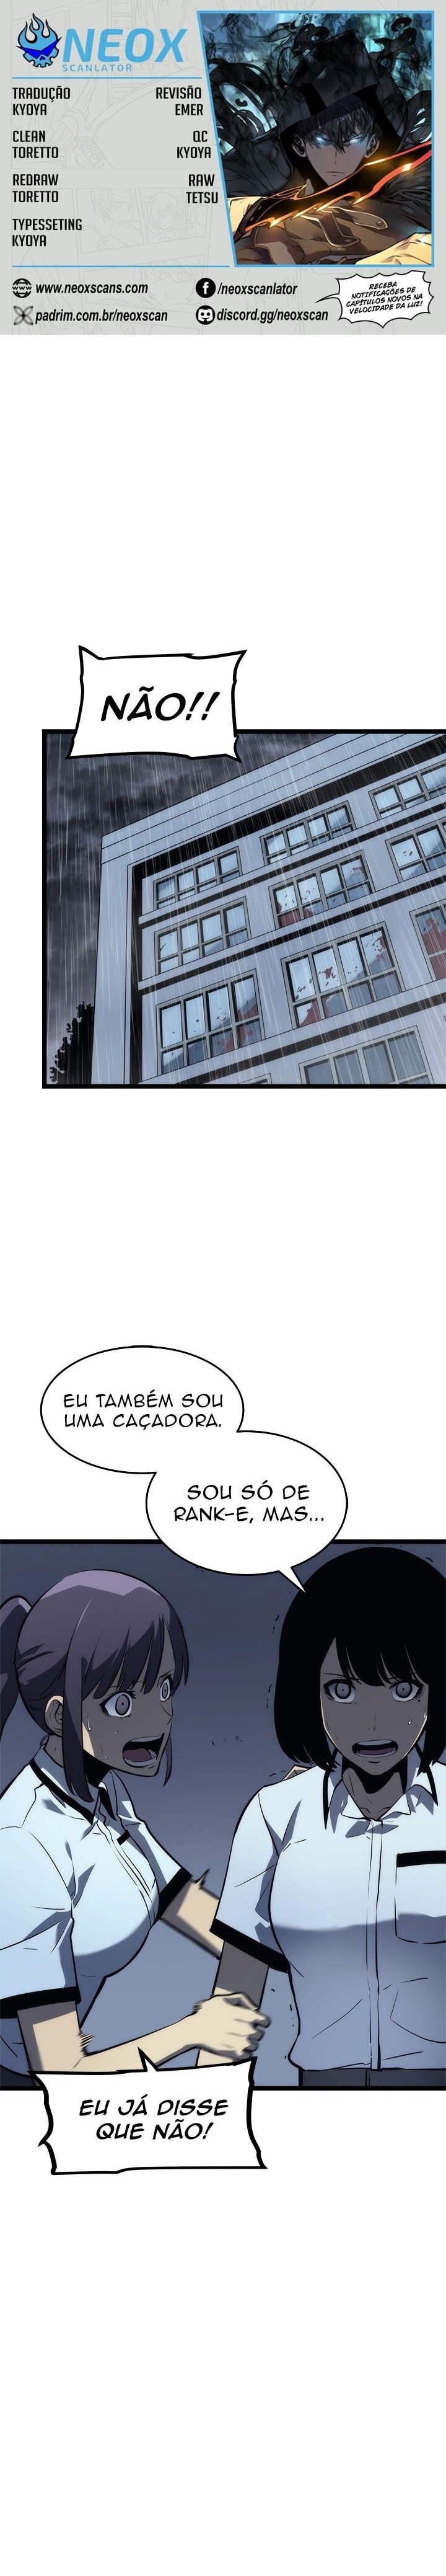 NEOX
SCANLATOR
TRADUÇÃO
KYOYA
REVISÃO
EMER
CLEAN
TORETTO
QC
KYOYA
REDRAW
TORETTO
RAW
TETSU
TYPESSETING
KYOYA
www.neoxscans.com
/neoxscanlator
padrim.com.br/neoxscan
discord.gg/neoxscan
RECEBA
NOTIFICAÇÕES DE
CAPÍTULOS NOVOS NA
VELOCIDADE DA LUZ!
NÃO!!
EU TAMBÉM SOU
UMA CAÇADORA.
SOU SÓ DE
RANK-E, MAS...
EU JÁ DISSE
QUE NÃO!